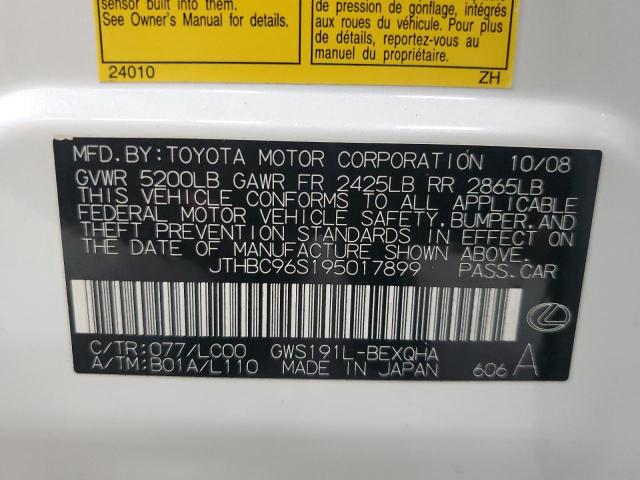 sensor built into them.
See Owner's Manual for details.
24010
de pression de gonflage, intégrés
aux roues du véhicule. Pour plus
de détails, reportez-vous au
manuel du propriétaire.
ZH
MFD.BY:TOYOTA MOTOR CORPORATION 10/08
GVWR 5200LB GAWR FR 2425LB RR 2865LB
THIS VEHICLE CONFORMS TO ALL APPLICABLE
FEDERAL MOTOR VEHICLE SAFETY,BUMPER,AND
THEFT PREVENTION STANDARDS IN EFFECT ON
THE DATE OF MANUFACTURE SHOWN ABOVE.
JTHBC96S195017899 PASS.CAR
C/TR:077/LC00 GWS191L-BEXQHA
A/TM:B01A/L110 MADE IN JAPAN 606 A